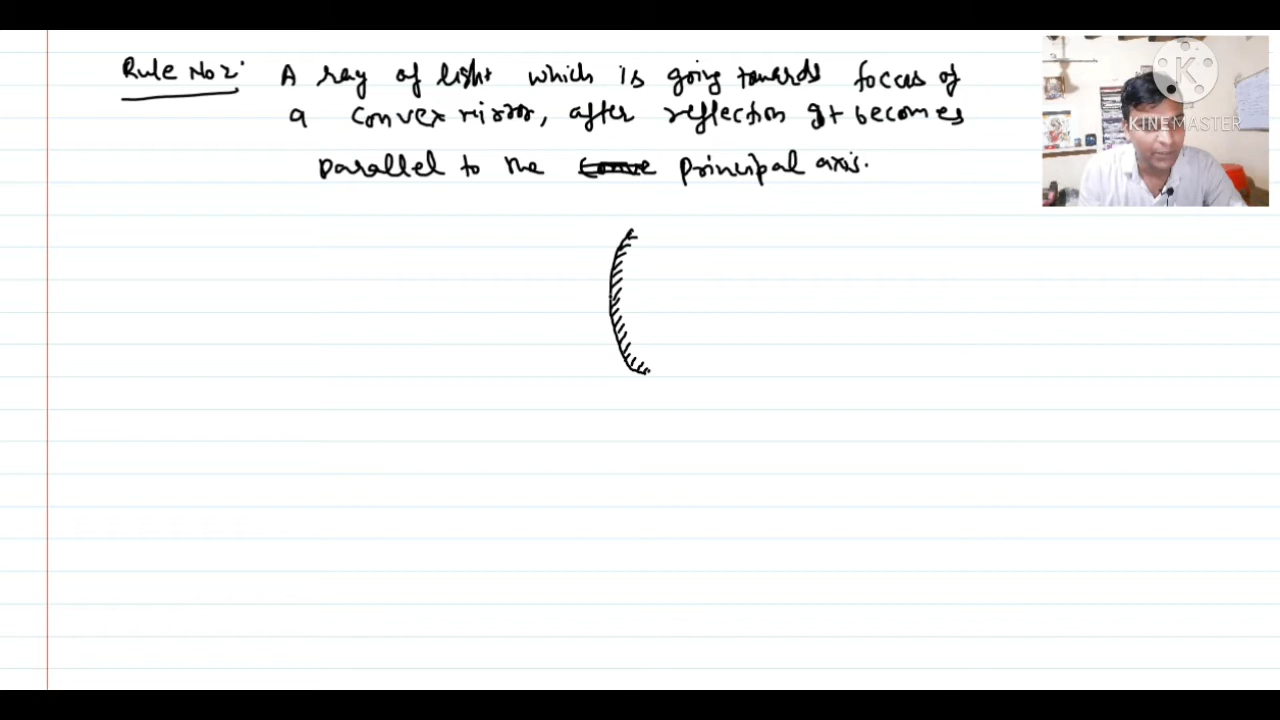 Rule No 2: A ray of light which is going towards foccus of
a convex mirror, after reflection It becomes
parallel to the principal axis.
KINEMASTER